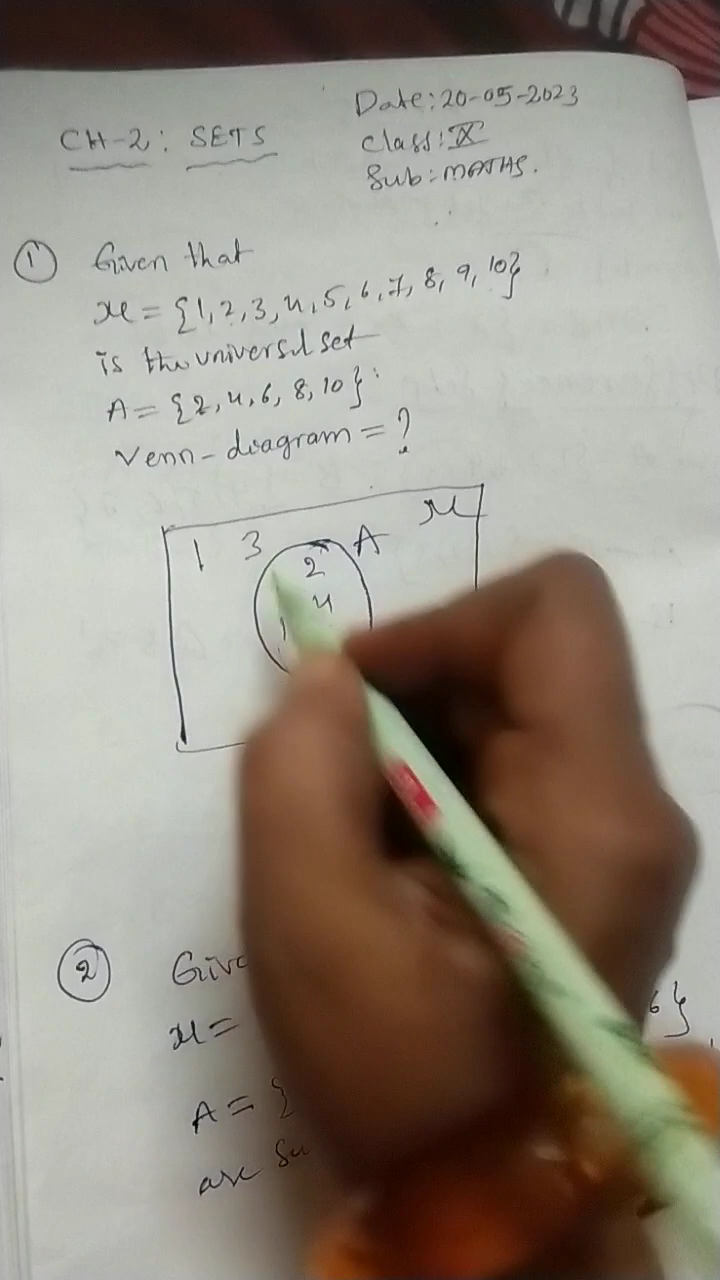 CH-2: SETS
Date: 20-05-2023
Class: X
Sub: MATHS.
① Given that
μ = {1, 2, 3, 4, 5, 6, 7, 8, 9, 10}
is the universal set
A = {2, 4, 6, 8, 10}
Venn-diagram = ?
μ
1 3 A
2
4
②
μ =
6}
A = {
are